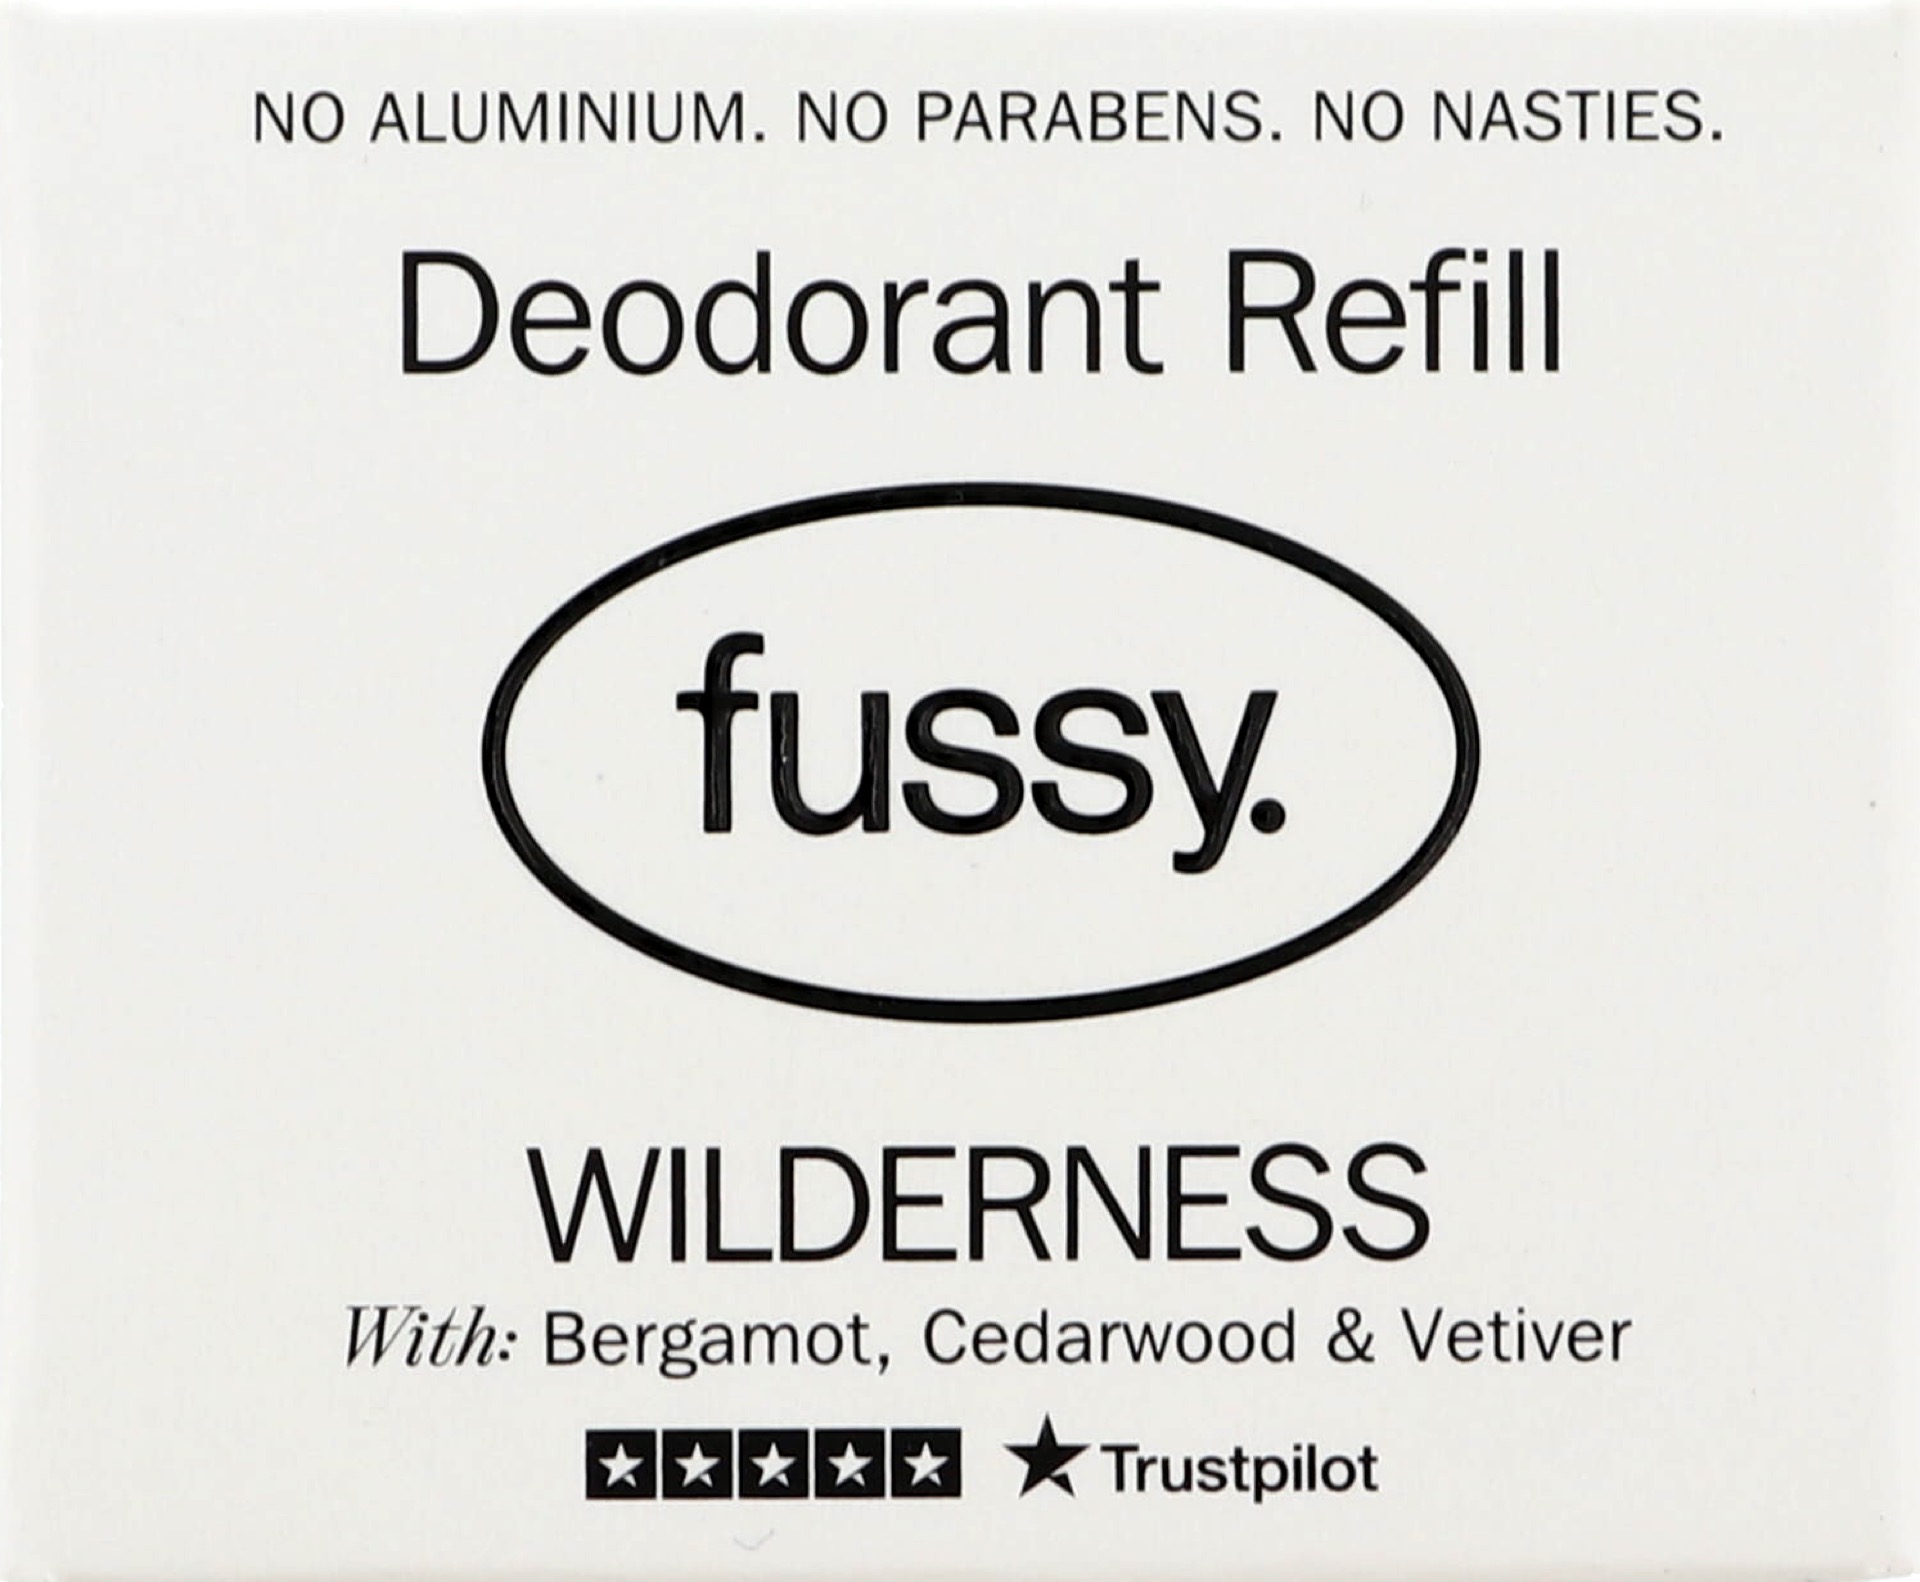 NO ALUMINIUM. NO PARABENS. NO NASTIES.
Deodorant Refill
fussy.
WILDERNESS
With: Bergamot, Cedarwood & Vetiver
Trustpilot